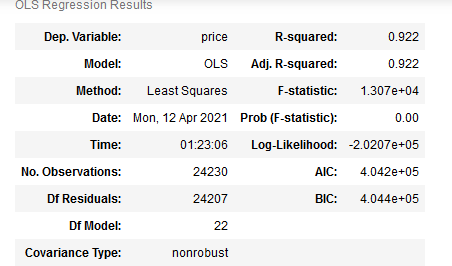 OLS Regression Results
Dep. Variable: price R-squared: 0.922
Model: OLS Adj. R-squared: 0.922
Method: Least Squares F-statistic: 1.307e+04
Date: Mon, 12 Apr 2021 Prob (F-statistic): 0.00
Time: 01:23:06 Log-Likelihood: -2.0207e+05
No. Observations: 24230 AIC: 4.042e+05
Df Residuals: 24207 BIC: 4.044e+05
Df Model: 22
Covariance Type: nonrobust